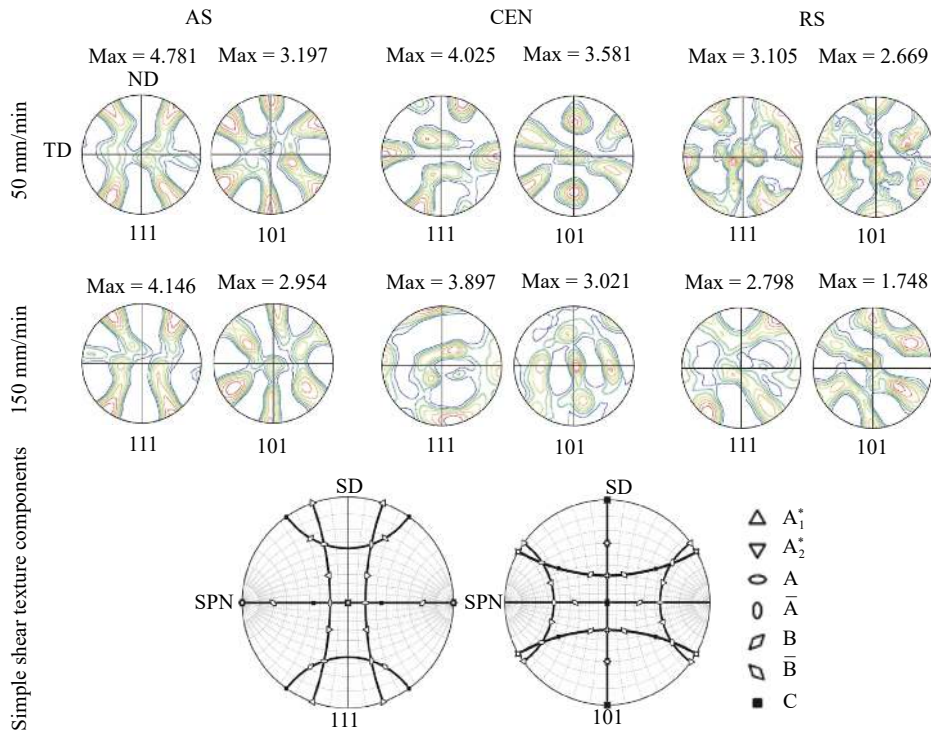 AS CEN RS
Max = 4.781 Max = 3.197 Max = 4.025 Max = 3.581 Max = 3.105 Max = 2.669
ND
TD
50 mm/min
111 101 111 101 111 101
Max = 4.146 Max = 2.954 Max = 3.897 Max = 3.021 Max = 2.798 Max = 1.748
150 mm/min
111 101 111 101 111 101
Simple shear texture components
SD SD
SPN SPN
111 101
A₁*
A₂*
A
A̅
B
B̅
C